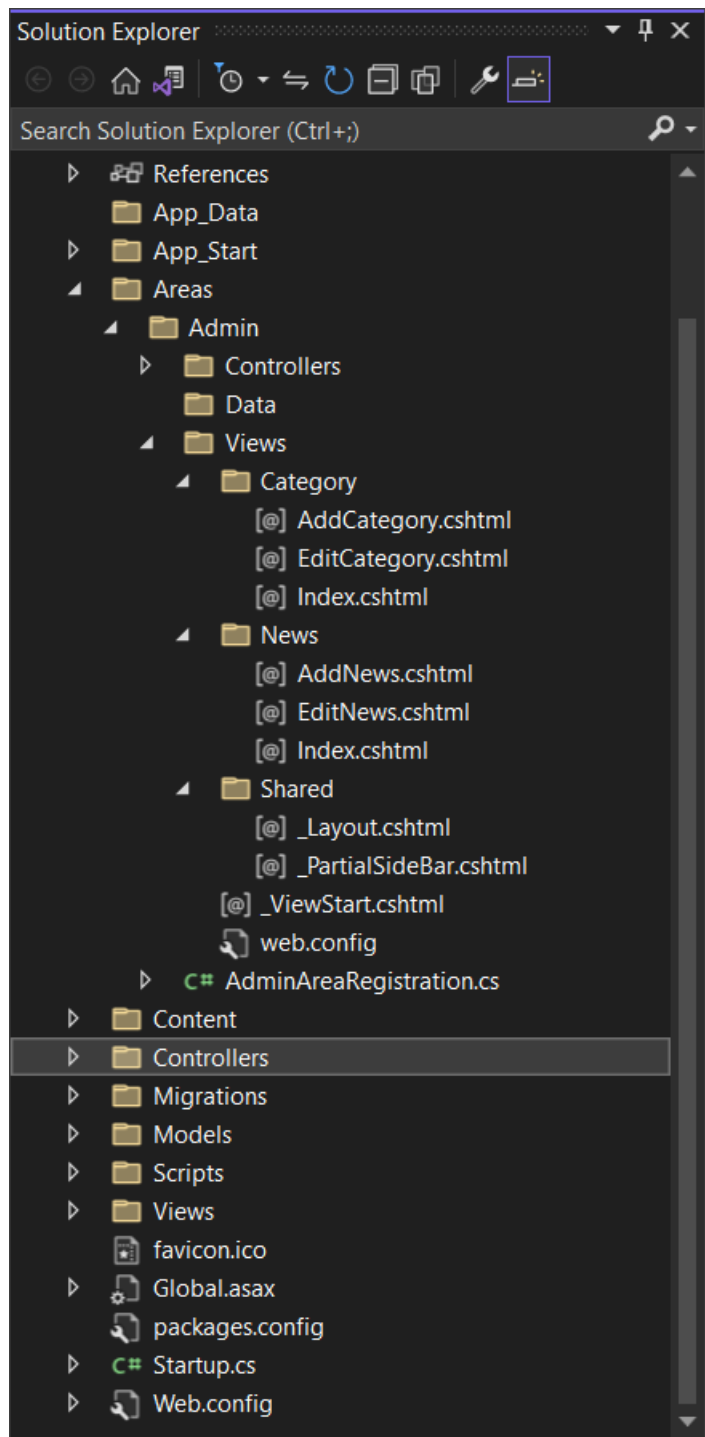 Solution Explorer
Search Solution Explorer (Ctrl+;)
References
App_Data
App_Start
Areas
Admin
Controllers
Data
Views
Category
[@] AddCategory.cshtml
[@] EditCategory.cshtml
[@] Index.cshtml
News
[@] AddNews.cshtml
[@] EditNews.cshtml
[@] Index.cshtml
Shared
[@] _Layout.cshtml
[@] _PartialSideBar.cshtml
[@] _ViewStart.cshtml
web.config
C# AdminAreaRegistration.cs
Content
Controllers
Migrations
Models
Scripts
Views
favicon.ico
Global.asax
packages.config
C# Startup.cs
Web.config